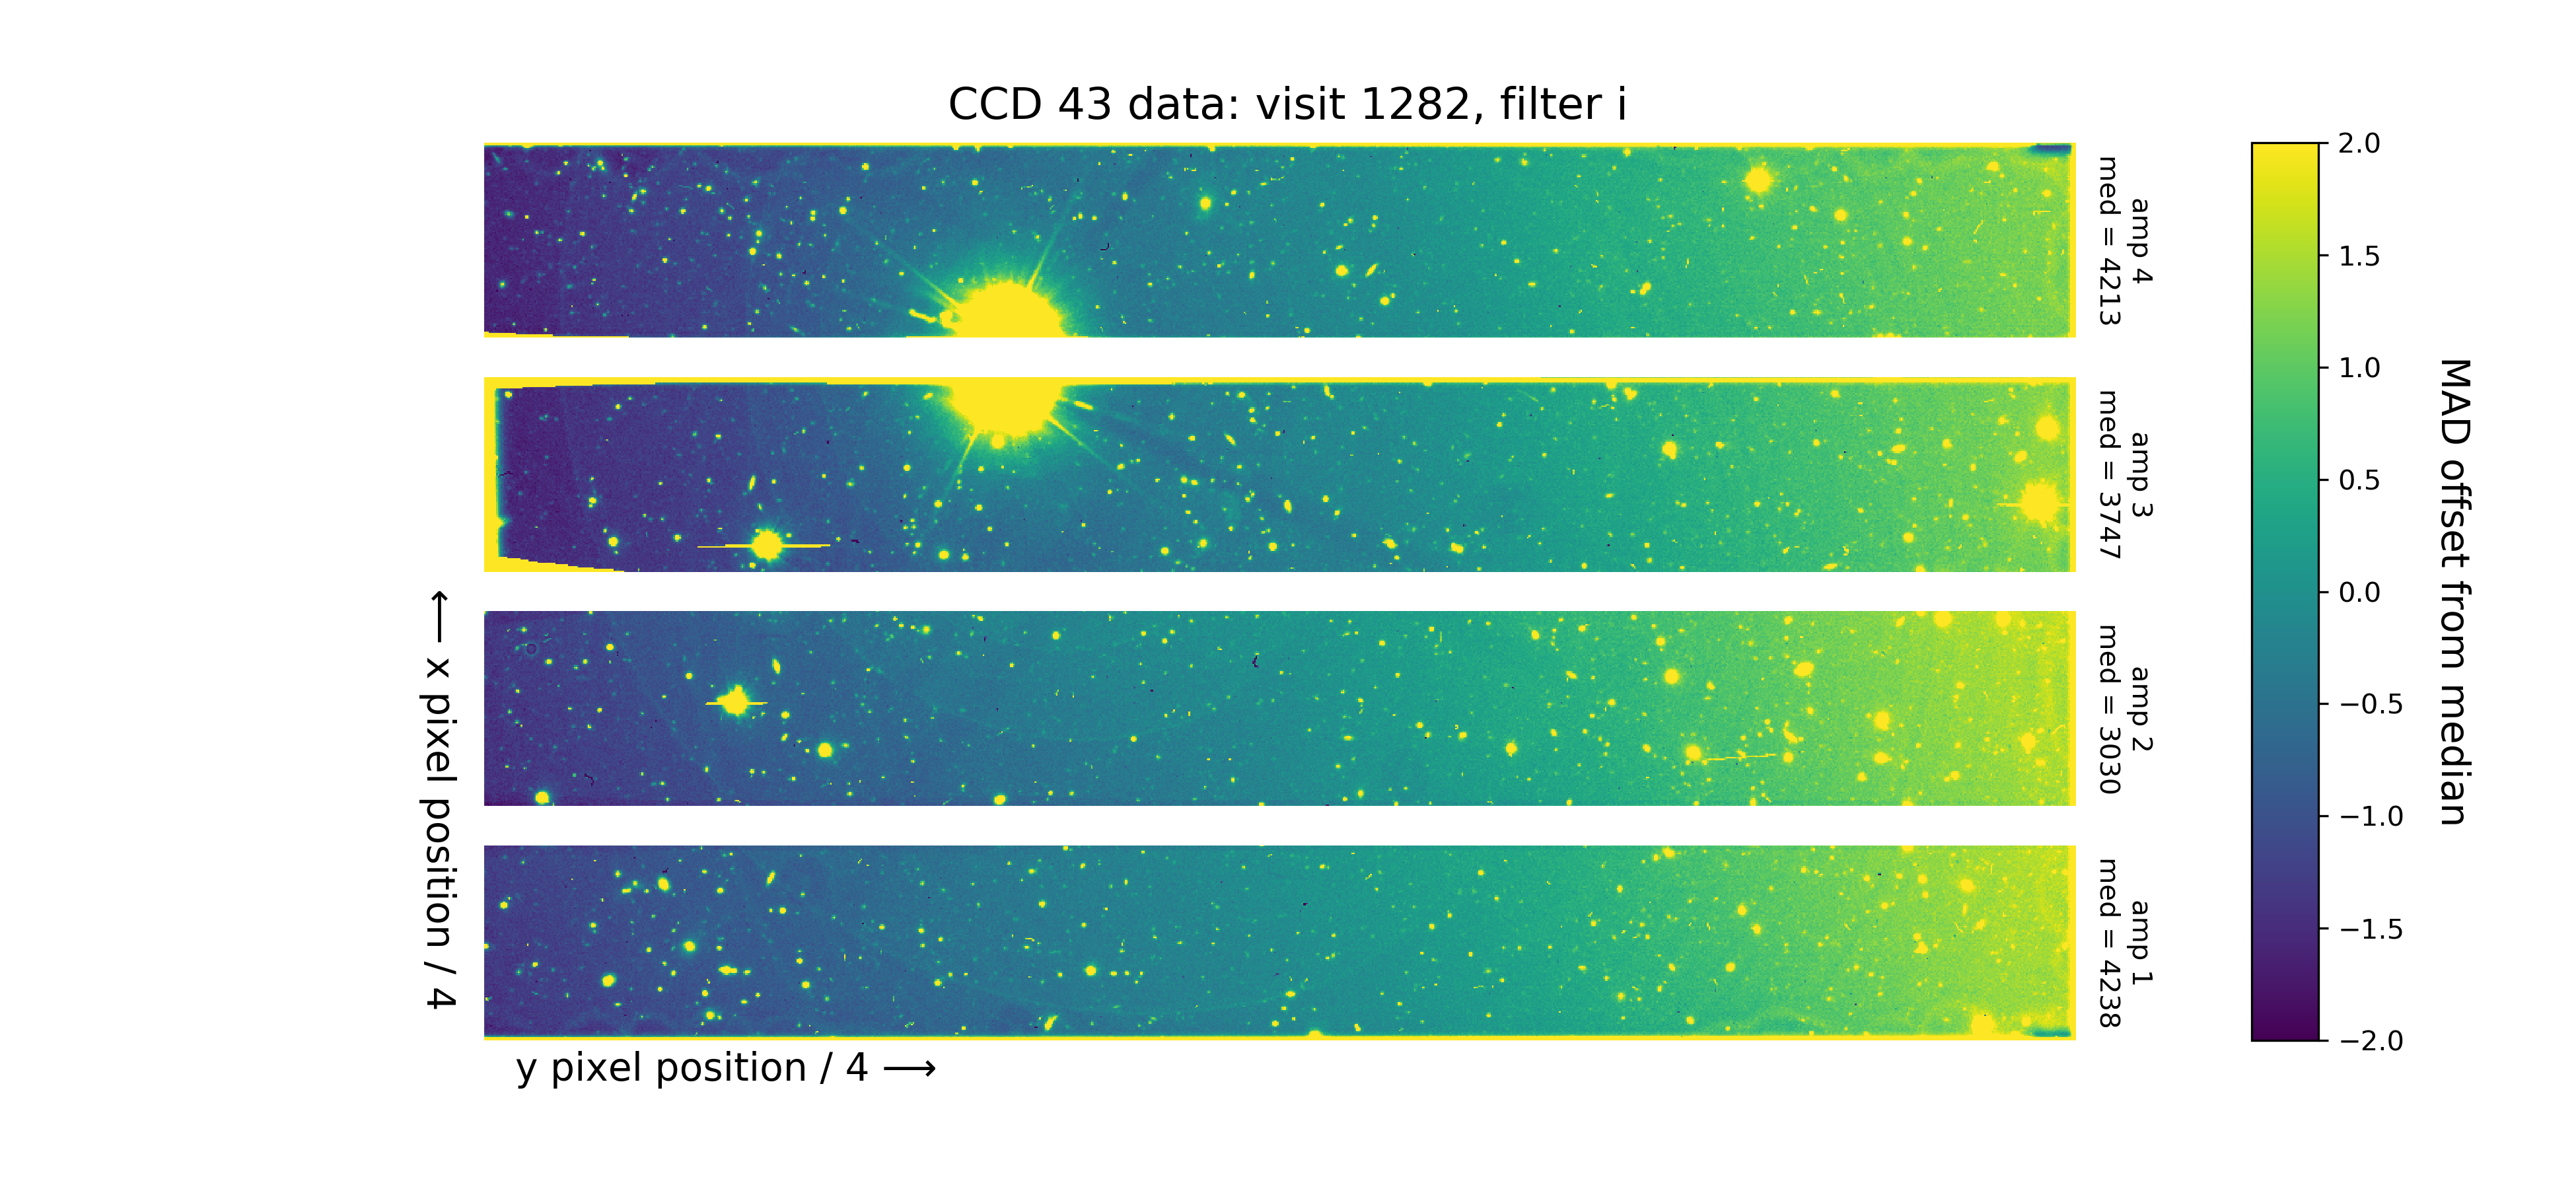 CCD 43 data: visit 1282, filter i
amp 4
med = 4213
amp 3
med = 3747
amp 2
med = 3030
amp 1
med = 4238
⟵ x pixel position / 4
y pixel position / 4 ⟶
2.0
1.5
1.0
0.5
0.0
−0.5
−1.0
−1.5
−2.0
MAD offset from median